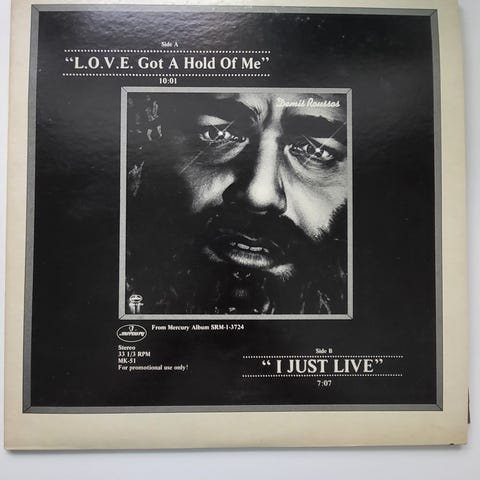 Side A
"L.O.V.E. Got A Hold Of Me"
10:01
Demis Roussos
mercury
From Mercury Album SRM-1-3724
Stereo
33 1/3 RPM
MK-51
For promotional use only!
Side B
"I JUST LIVE"
7:07